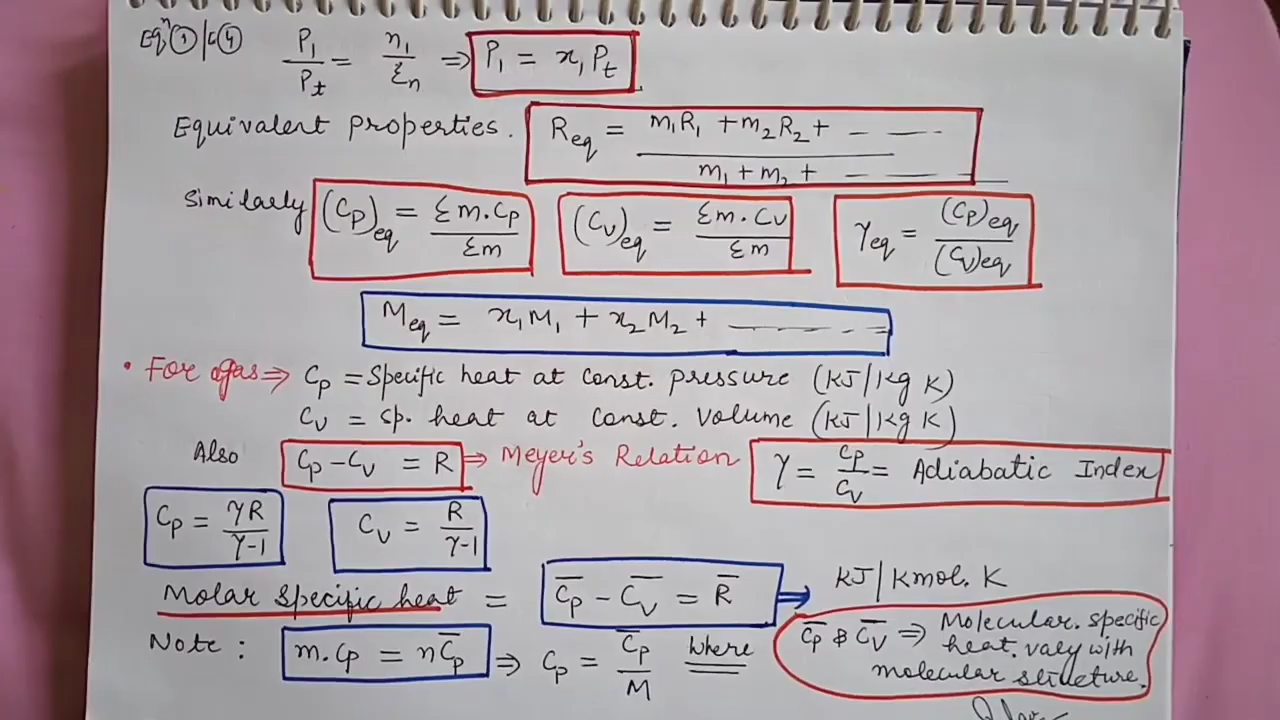 Eqⁿ ③/④ P₁/Pₜ = n₁/Σn ⇒ P₁ = x₁Pₜ
Equivalent properties. R_eq = m₁R₁ + m₂R₂ + — — — / m₁ + m₂ + — — —
Similarly (Cp)_eq = Σm.Cp/Σm (Cv)_eq = Σm.Cv/Σm γ_eq = (Cp)_eq/(Cv)_eq
M_eq = x₁M₁ + x₂M₂ + — — — —
• For a gas ⇒ Cp = Specific heat at const. pressure (KJ/Kg K)
Cv = sp. heat at const. volume (KJ/Kg K)
Also Cp – Cv = R ⇒ Meyer's Relation γ = Cp/Cv = Adiabatic Index
Cp = γR/γ-1 Cv = R/γ-1
Molar Specific heat = C̅p – C̅v = R̅ ⇒ KJ/Kmol. K
Note : m.Cp = nC̅p ⇒ Cp = C̅p/M Where
C̅p & C̅v ⇒ Molecular. specific
heat. vary with
molecular structure.